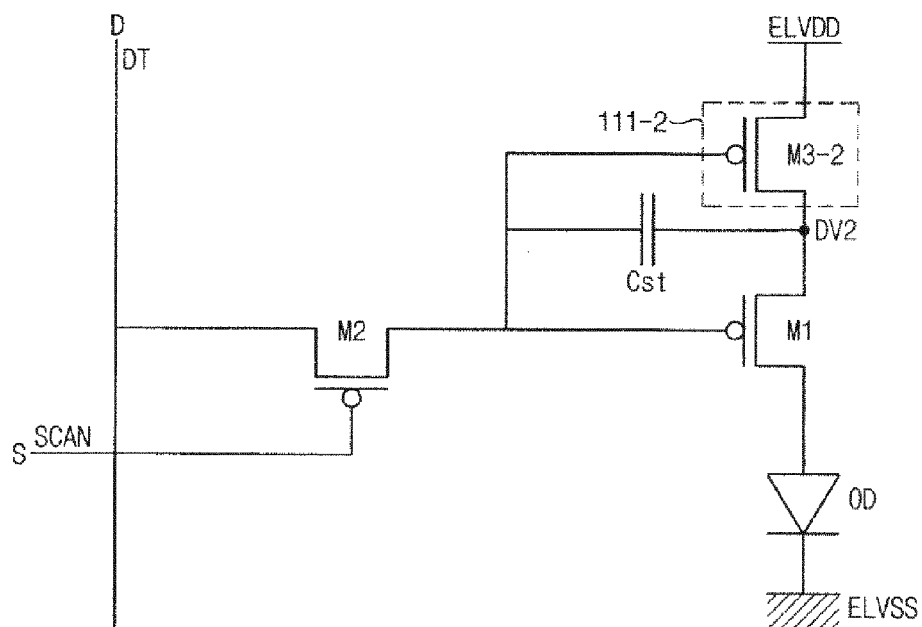 D
DT
ELVDD
111-2
M3-2
DV2
Cst
M2
M1
S SCAN
OD
ELVSS